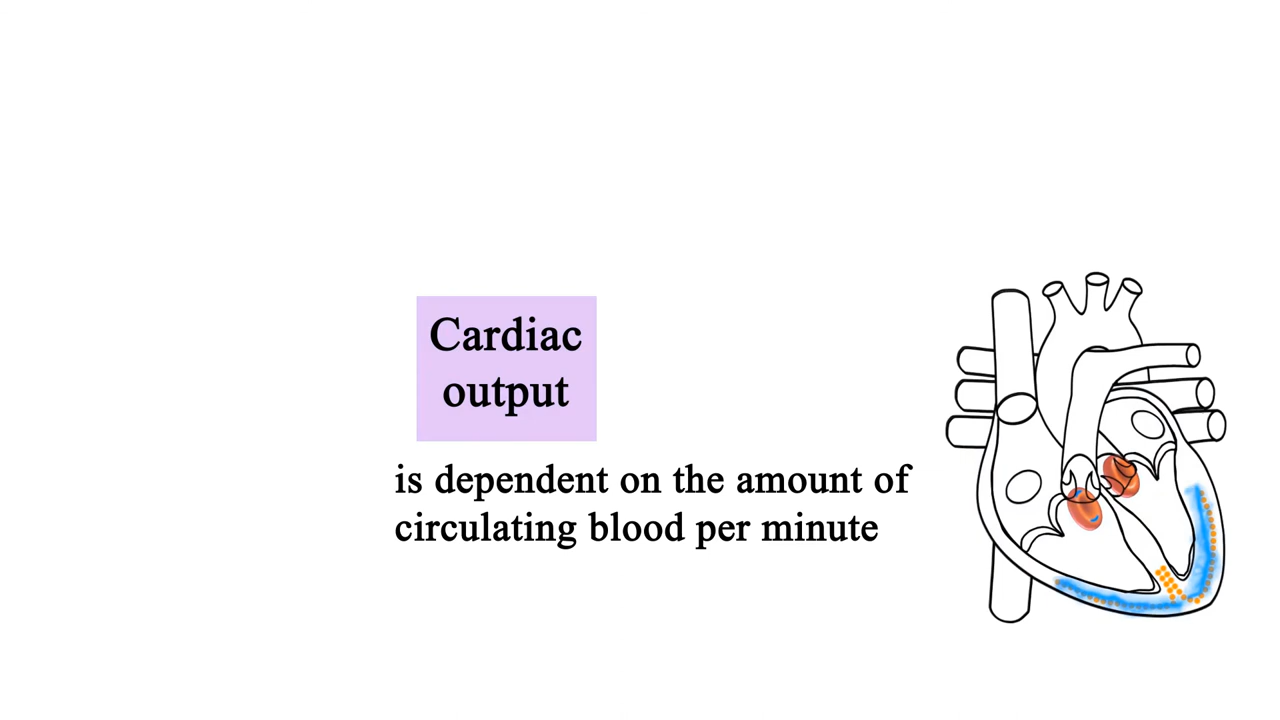 Cardiac
output
is dependent on the amount of
circulating blood per minute